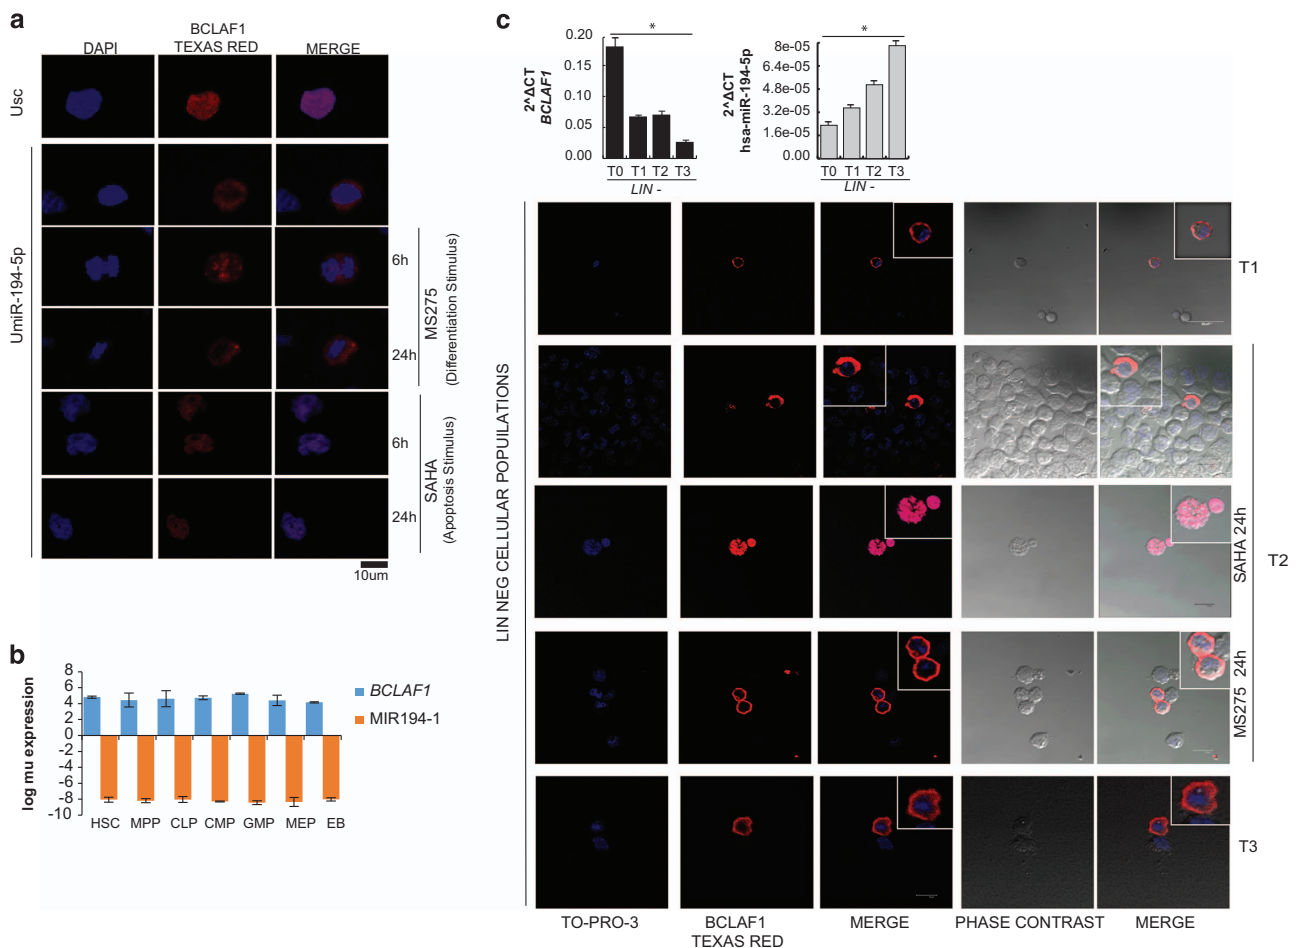 a
BCLAF1
DAPI TEXAS RED MERGE
Usc
UmiR-194-5p
6h
24h
MS275
(Differentiation Stimulus)
6h
24h
SAHA
(Apoptosis Stimulus)
10um
b
log mu expression
8
6
4
2
0
-2
-4
-6
-8
-10
BCLAF1
MIR194-1
HSC MPP CLP CMP GMP MEP EB
c
2^ΔCT
BCLAF1
0.20
0.15
0.10
0.05
0.00
*
T0 T1 T2 T3
LIN -
2^ΔCT
hsa-miR-194-5p
8e-05
6.4e-05
4.8e-05
3.2e-05
1.6e-05
0.00
*
T0 T1 T2 T3
LIN -
LIN NEG CELLULAR POPUILATIONS
T1
SAHA 24h
T2
MS275 24h
T3
TO-PRO-3 BCLAF1 MERGE PHASE CONTRAST MERGE
TEXAS RED